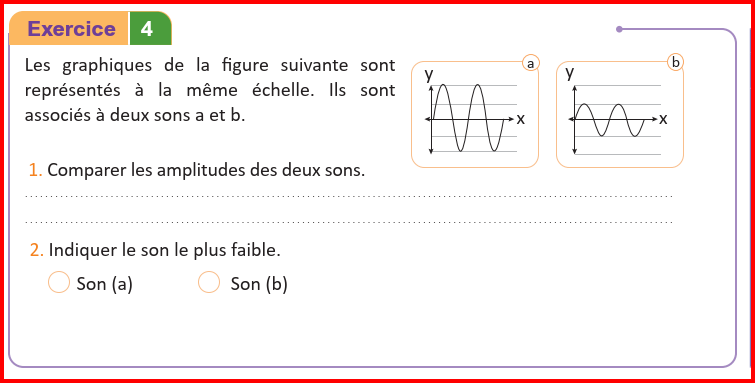 Exercice 4
Les graphiques de la figure suivante sont
représentés à la même échelle. Ils sont
associés à deux sons a et b.
a
y
x
b
y
x
1. Comparer les amplitudes des deux sons.
2. Indiquer le son le plus faible.
Son (a) Son (b)